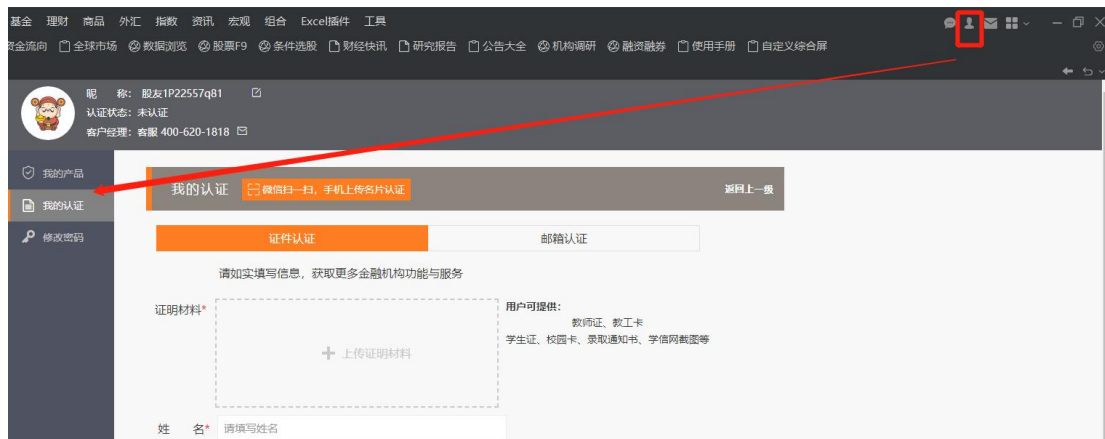 基金 理财 商品 外汇 指数 资讯 宏观 组合 Excel插件 工具
资金流向 全球市场 数据浏览 股票F9 条件选股 财经快讯 研究报告 公告大全 机构调研 融资融券 使用手册 自定义综合屏
昵 称: 股友1P22557q81
认证状态: 未认证
客户经理: 客服 400-620-1818
我的产品
我的认证
修改密码
我的认证 微信扫一扫，手机上传名片认证 返回上一级
证件认证 邮箱认证
请如实填写信息，获取更多金融机构功能与服务
证明材料*
上传证明材料
用户可提供:
教师证、教工卡
学生证、校园卡、录取通知书、学信网截图等
姓 名* 请填写姓名